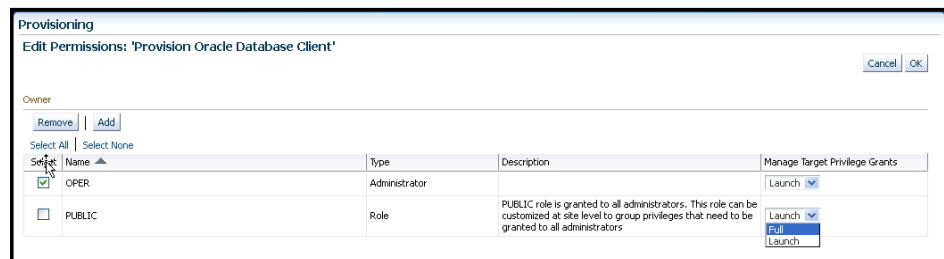 Provisioning
Edit Permissions: 'Provision Oracle Database Client'
Cancel OK
Owner
Remove | Add
Select All | Select None
Select Name Type Description Manage Target Privilege Grants
OPER Administrator Launch
PUBLIC role is granted to all administrators. This role can be
PUBLIC Role customized at site level to group privileges that need to be Launch
granted to all administrators
Full
Launch